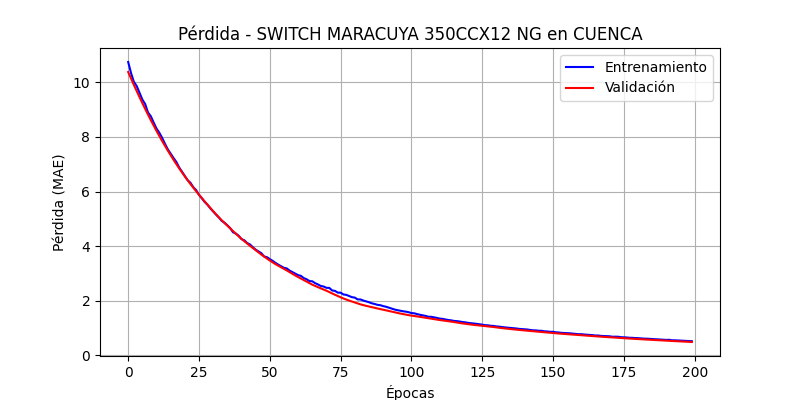 Pérdida - SWITCH MARACUYA 350CCX12 NG en CUENCA
Entrenamiento
Validación
Pérdida (MAE)
10
8
6
4
2
0
0 25 50 75 100 125 150 175 200
Épocas